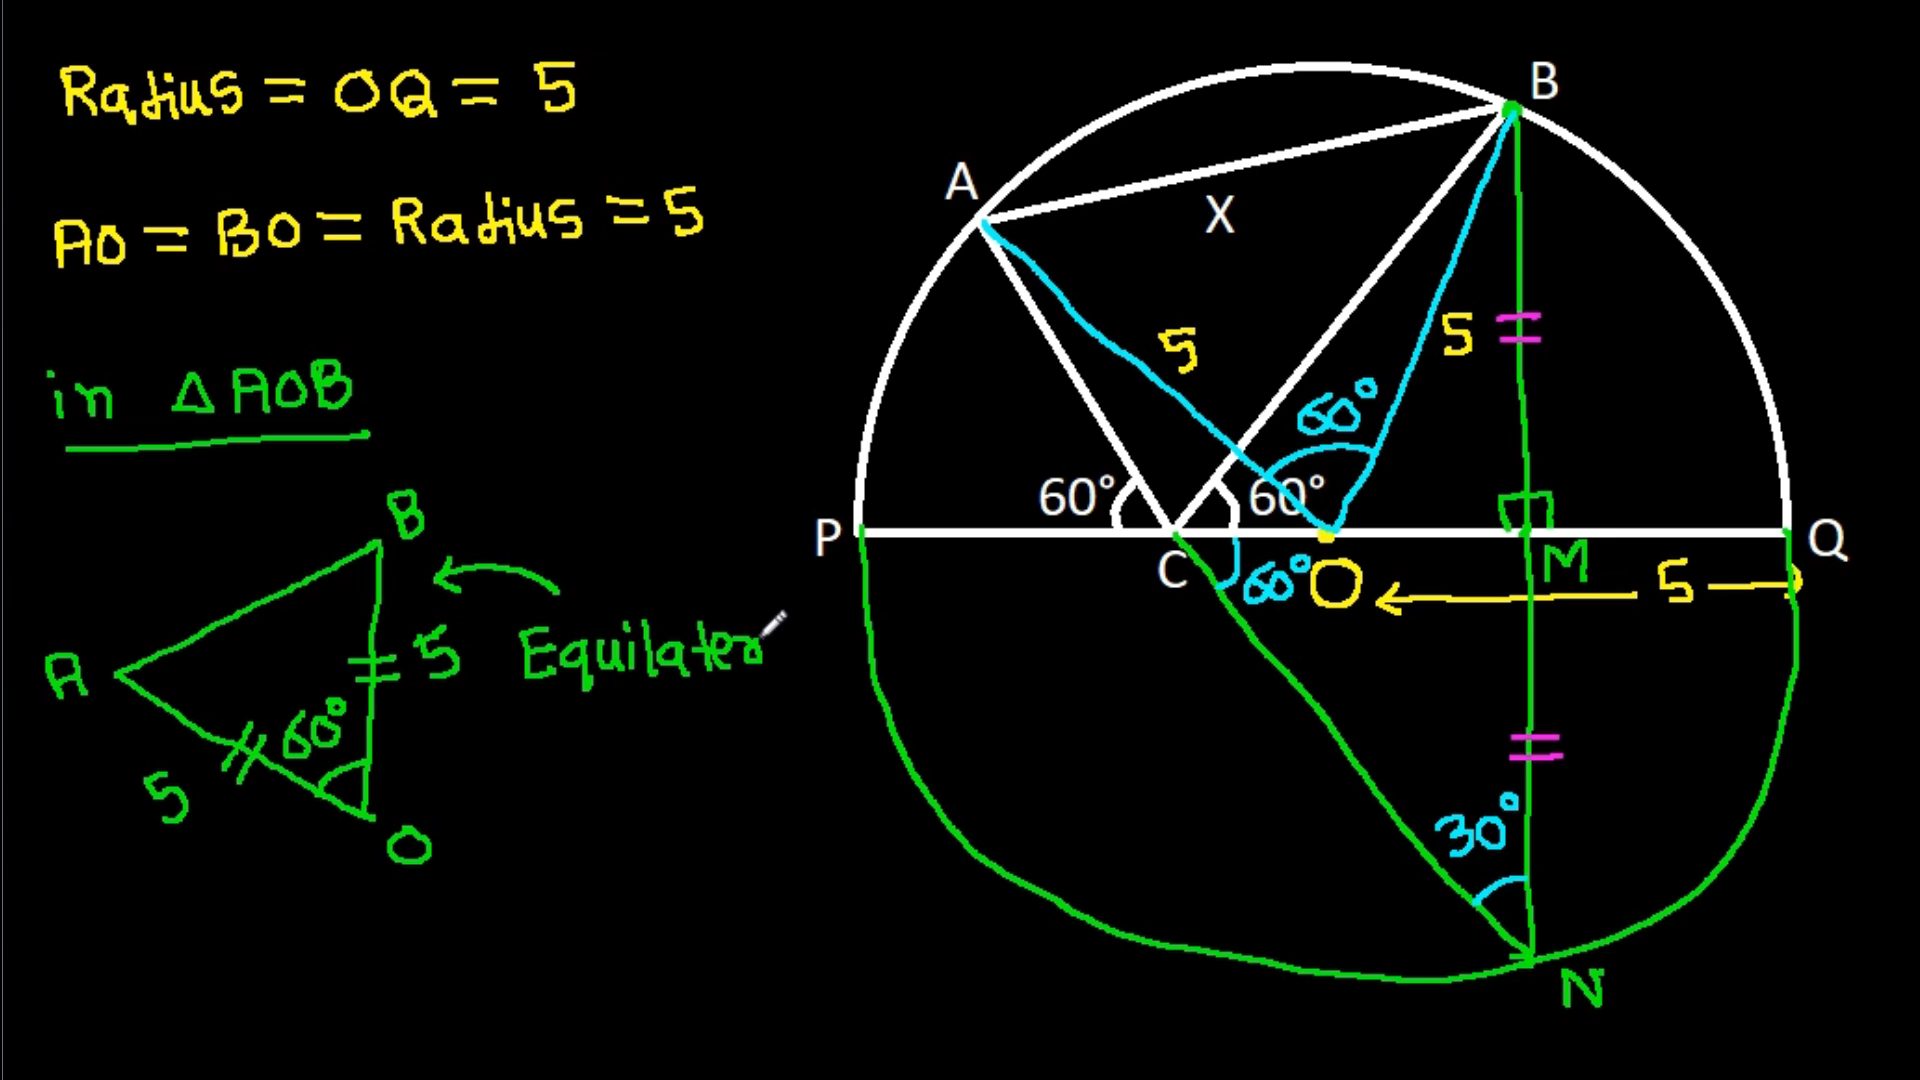 Radius = OQ = 5
AO = BO = Radius = 5
in △ AOB
B
A
5
Equilater
60°
5
O
B
A
X
5
5
60°
60°
60°
P
C
60°
O
M
5
Q
30°
N